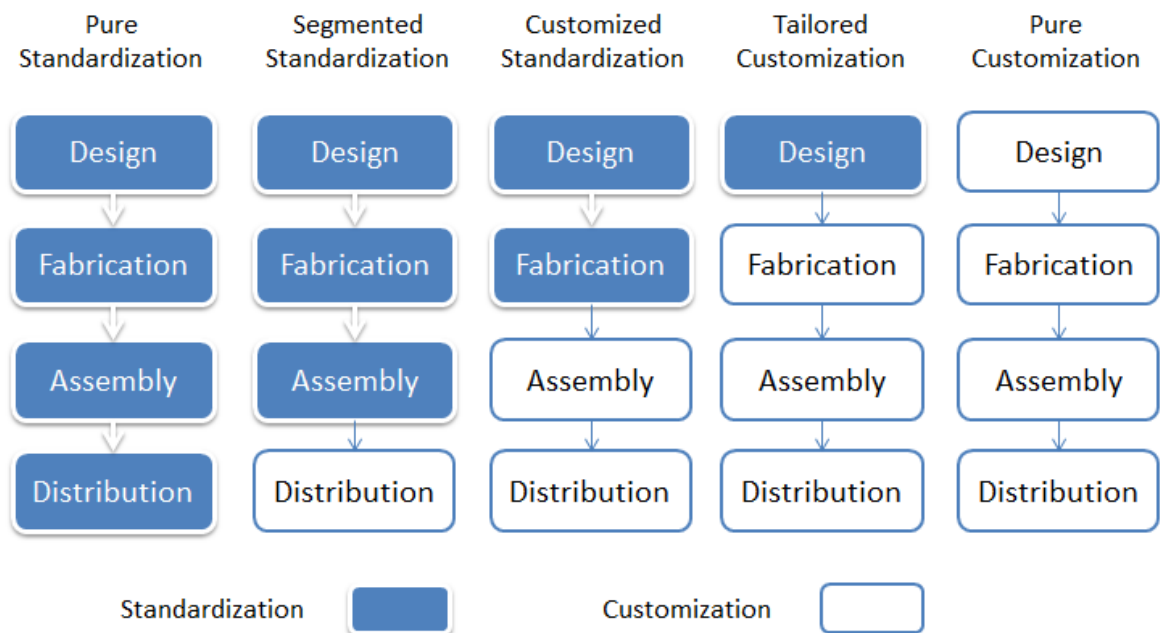 Pure Standardization
Segmented Standardization
Customized Standardization
Tailored Customization
Pure Customization
Design
Design
Design
Design
Design
Fabrication
Fabrication
Fabrication
Fabrication
Fabrication
Assembly
Assembly
Assembly
Assembly
Assembly
Distribution
Distribution
Distribution
Distribution
Distribution
Standardization
Customization